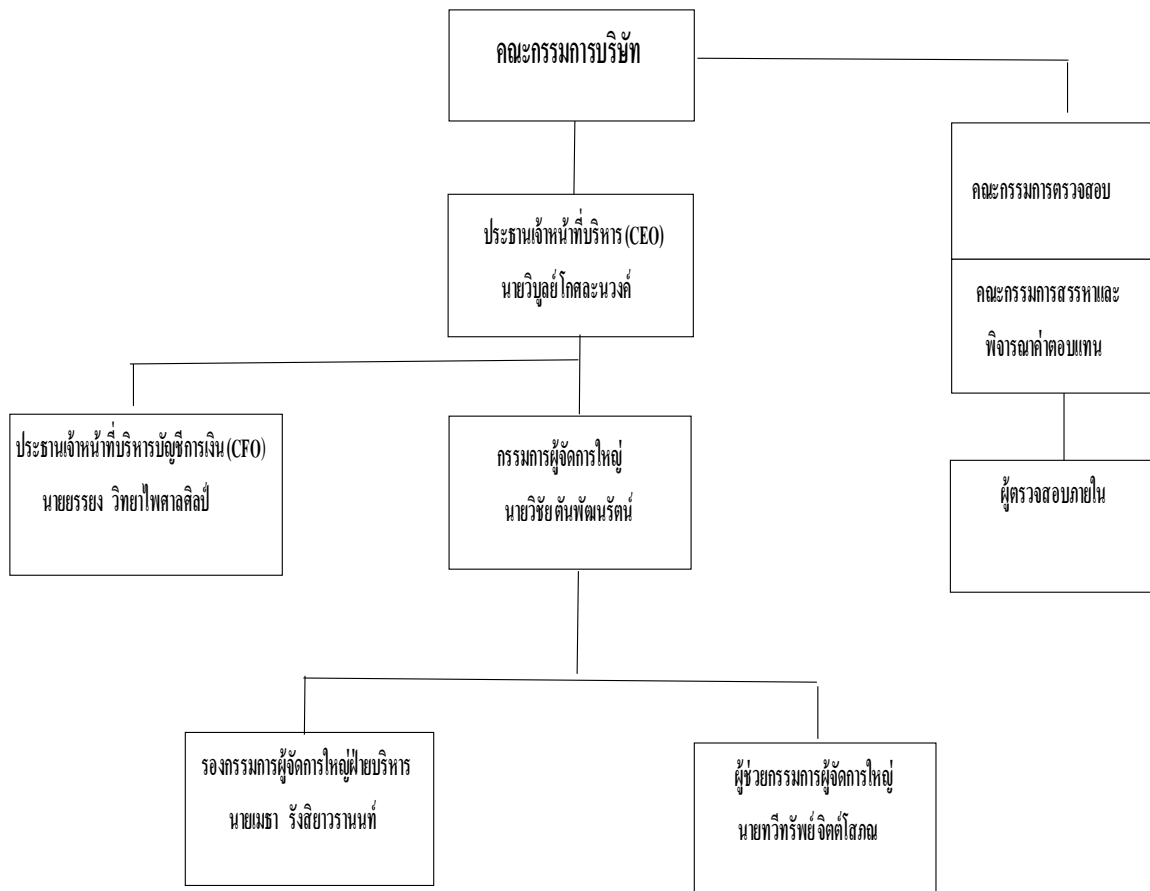 คณะกรรมการบริษัท
คณะกรรมการตรวจสอบ
ประธานเจ้าหน้าที่บริหาร (CEO)
นายวิบูลย์ โกศละนวงค์
คณะกรรมการสรรหาและ
พิจารณาค่าตอบแทน
ประธานเจ้าหน้าที่บริหารบัญชีการเงิน (CFO)
นายยรรยง วิทยาไพศาลศิลป์
กรรมการผู้จัดการใหญ่
นายวิชัย ตันพัฒนรัตน์
ผู้ตรวจสอบภายใน
รองกรรมการผู้จัดการใหญ่ฝ่ายบริหาร
นายเมธา รังสิยาวรานนท์
ผู้ช่วยกรรมการผู้จัดการใหญ่
นายทวีทรัพย์ จิตต์โสภณ